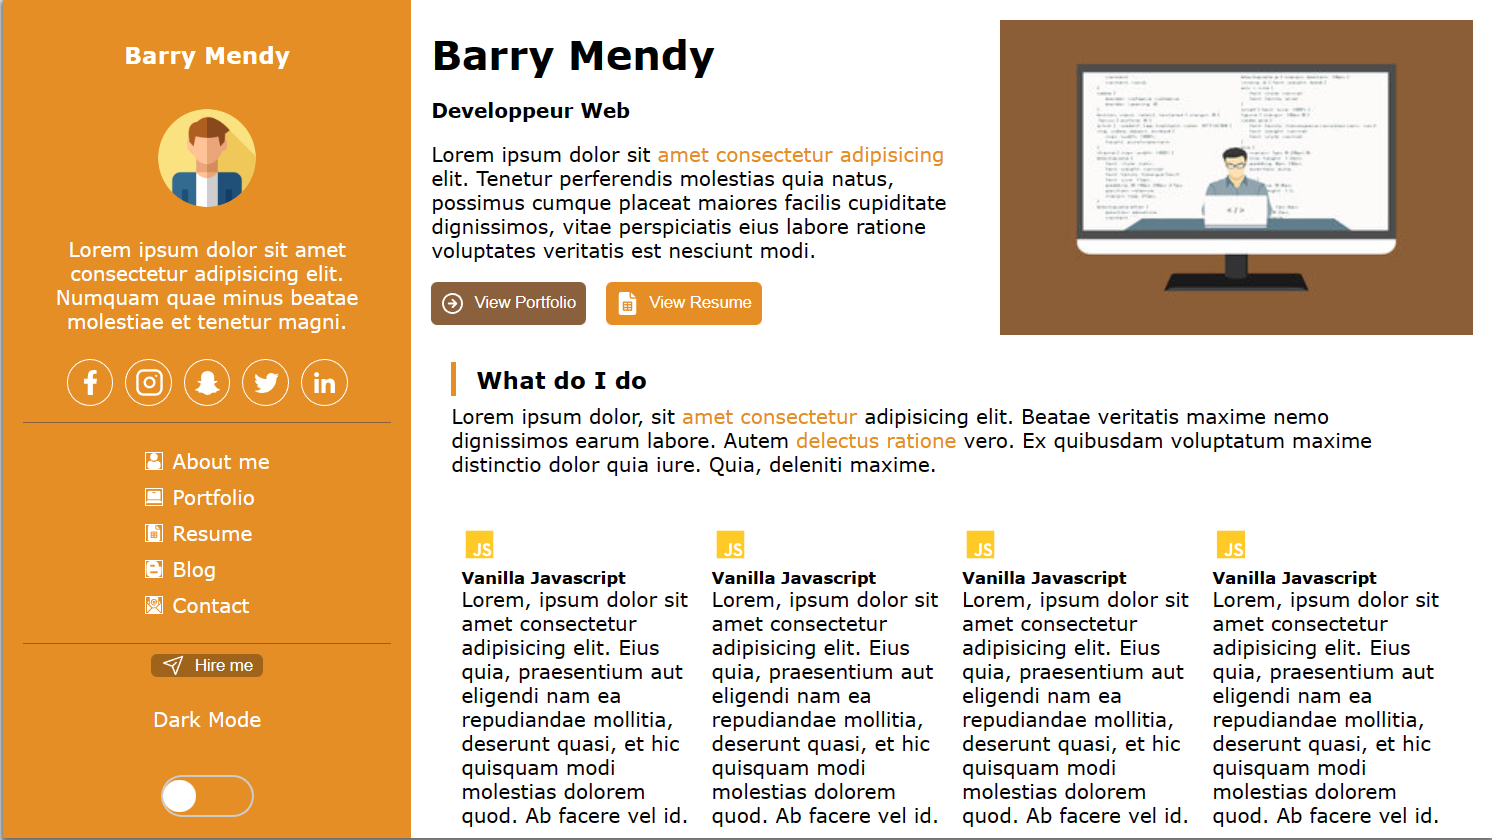 Barry Mendy
Lorem ipsum dolor sit amet
consectetur adipisicing elit.
Numquam quae minus beatae
molestiae et tenetur magni.
About me
Portfolio
Resume
Blog
Contact
Hire me
Dark Mode
Barry Mendy
Developpeur Web
Lorem ipsum dolor sit amet consectetur adipisicing
elit. Tenetur perferendis molestias quia natus,
possimus cumque placeat maiores facilis cupiditate
dignissimos, vitae perspiciatis eius labore ratione
voluptates veritatis est nesciunt modi.
View Portfolio
View Resume
</>
What do I do
Lorem ipsum dolor, sit amet consectetur adipisicing elit. Beatae veritatis maxime nemo
dignissimos earum labore. Autem delectus ratione vero. Ex quibusdam voluptatum maxime
distinctio dolor quia iure. Quia, deleniti maxime.
JS
Vanilla Javascript
Lorem, ipsum dolor sit
amet consectetur
adipisicing elit. Eius
quia, praesentium aut
eligendi nam ea
repudiandae mollitia,
deserunt quasi, et hic
quisquam modi
molestias dolorem
quod. Ab facere vel id.
JS
Vanilla Javascript
Lorem, ipsum dolor sit
amet consectetur
adipisicing elit. Eius
quia, praesentium aut
eligendi nam ea
repudiandae mollitia,
deserunt quasi, et hic
quisquam modi
molestias dolorem
quod. Ab facere vel id.
JS
Vanilla Javascript
Lorem, ipsum dolor sit
amet consectetur
adipisicing elit. Eius
quia, praesentium aut
eligendi nam ea
repudiandae mollitia,
deserunt quasi, et hic
quisquam modi
molestias dolorem
quod. Ab facere vel id.
JS
Vanilla Javascript
Lorem, ipsum dolor sit
amet consectetur
adipisicing elit. Eius
quia, praesentium aut
eligendi nam ea
repudiandae mollitia,
deserunt quasi, et hic
quisquam modi
molestias dolorem
quod. Ab facere vel id.